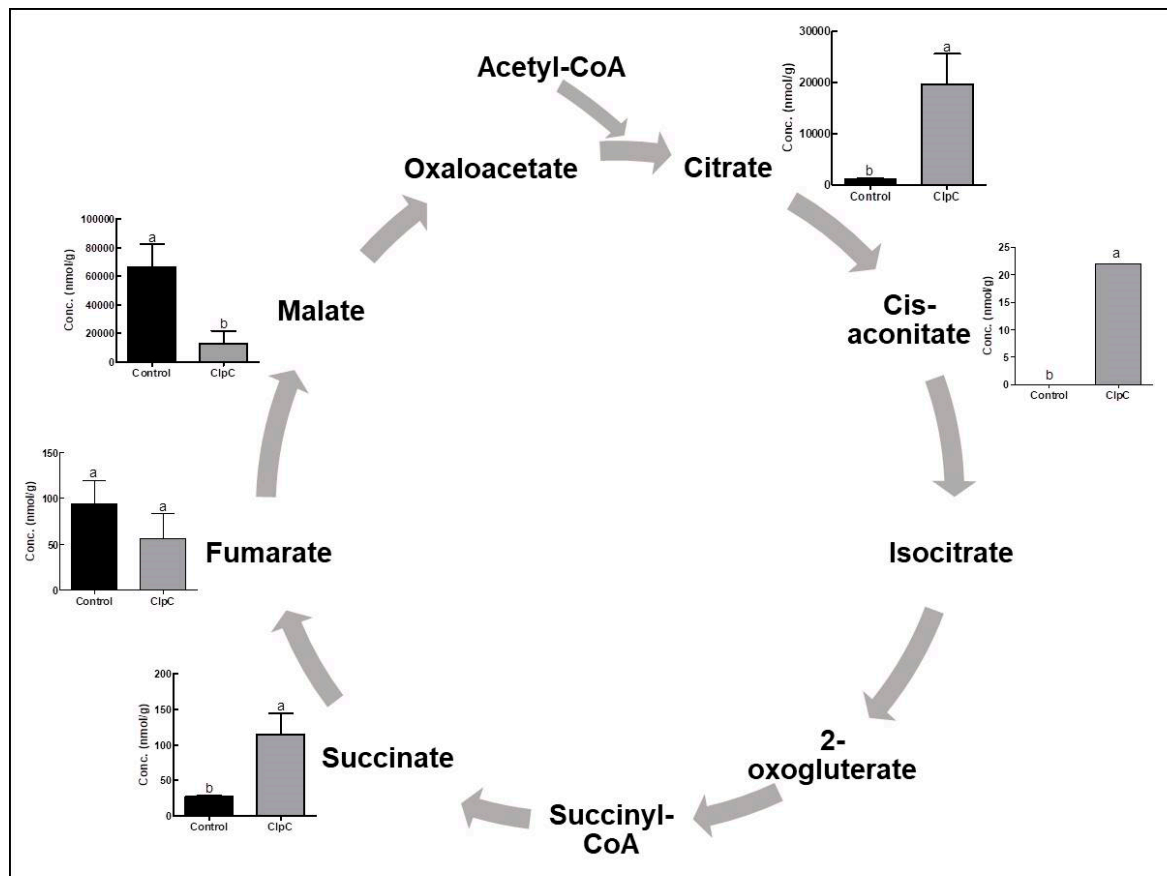 Acetyl-CoA
Oxaloacetate
Citrate
Conc. (nmol/g)
30000
20000
10000
0
b
a
Control
ClpC
Cis-
aconitate
Conc. (nmol/g)
25
20
15
10
5
0
b
a
Control
ClpC
Isocitrate
2-
oxogluterate
Succinyl-
CoA
Succinate
Conc. (nmol/g)
200
150
100
50
0
b
a
Control
ClpC
Fumarate
Conc. (nmol/g)
150
100
50
0
a
a
Control
ClpC
Malate
Conc. (nmol/g)
100000
80000
60000
40000
20000
0
a
b
Control
ClpC